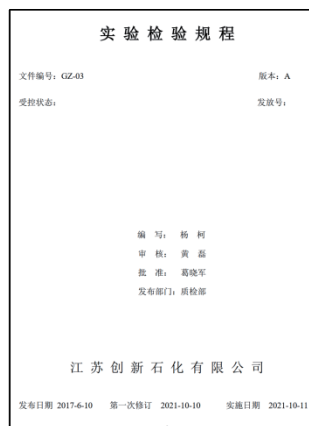 实验检验规程
文件编号：GZ-03 版本：A
受控状态： 发放号：
编 写： 杨 柯
审 核： 黄 磊
批 准： 葛晓军
发布部门：质检部
江苏创新石化有限公司
发布日期 2017-6-10 第一次修订 2021-10-10 实施日期 2021-10-11